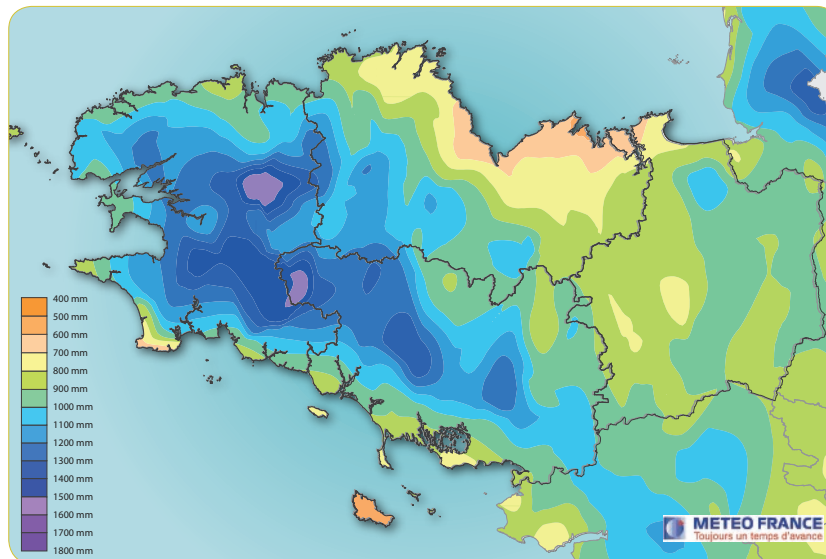 400 mm
500 mm
600 mm
700 mm
800 mm
900 mm
1000 mm
1100 mm
1200 mm
1300 mm
1400 mm
1500 mm
1600 mm
1700 mm
1800 mm
METEO FRANCE
Toujours un temps d'avance